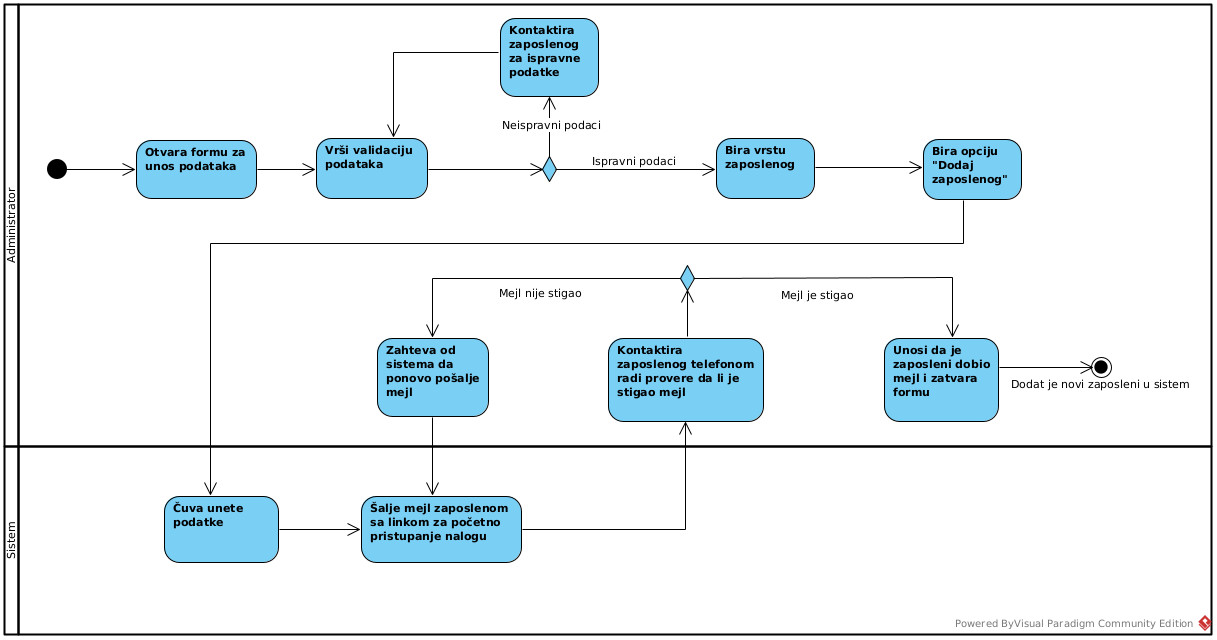 Kontaktira
zaposlenog
za ispravne
podatke
Neispravni podaci
Otvara formu za
unos podataka
Vrši validaciju
podataka
Ispravni podaci
Bira vrstu
zaposlenog
Bira opciju
"Dodaj
zaposlenog"
Administrator
Mejl nije stigao
Mejl je stigao
Zahteva od
sistema da
ponovo pošalje
mejl
Kontaktira
zaposlenog telefonom
radi provere da li je
stigao mejl
Unosi da je
zaposleni dobio
mejl i zatvara
formu
Dodat je novi zaposleni u sistem
Sistem
Čuva unete
podatke
Šalje mejl zaposlenom
sa linkom za početno
pristupanje nalogu
Powered ByVisual Paradigm Community Edition